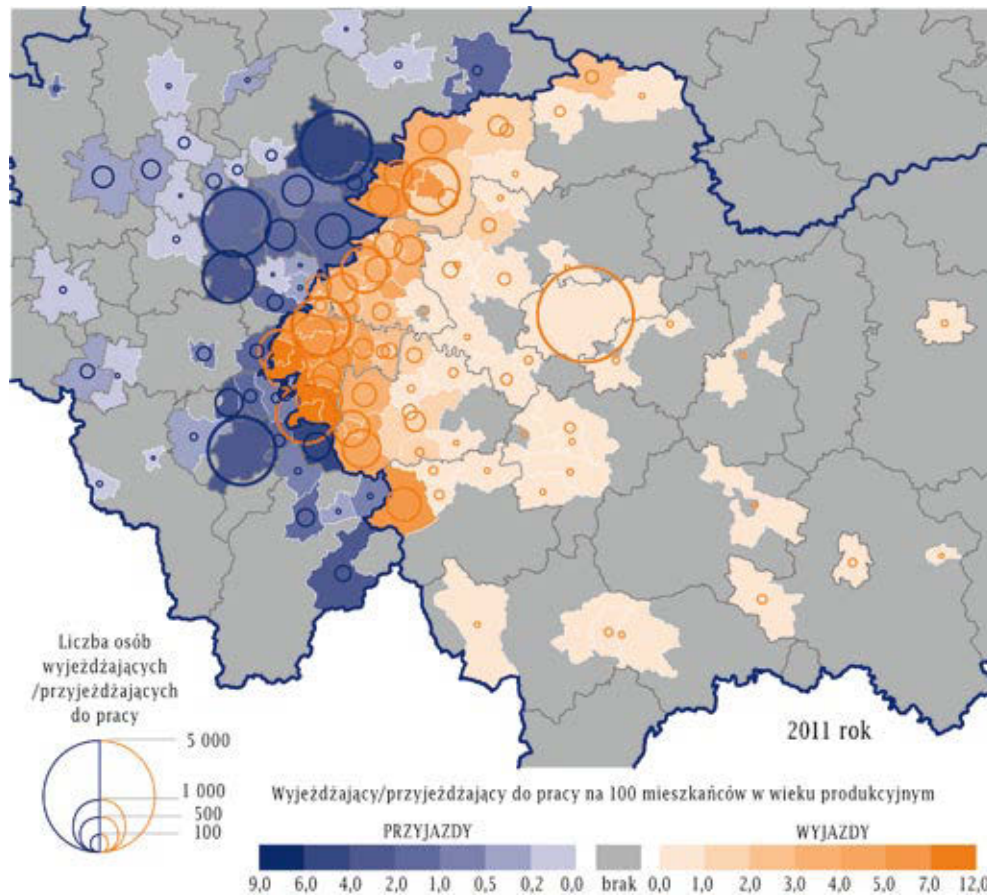 2011 rok
Liczba osób
wyjeżdżających
/przyjeżdżających
do pracy
5 000
1 000
500
100
Wyjeżdżający/przyjeżdżający do pracy na 100 mieszkańców w wieku produkcyjnym
PRZYJAZDY WYJAZDY
9,0 6,0 4,0 2,0 1,0 0,5 0,2 0,0 brak 0,0 1,0 2,0 3,0 4,0 5,0 7,0 12,0